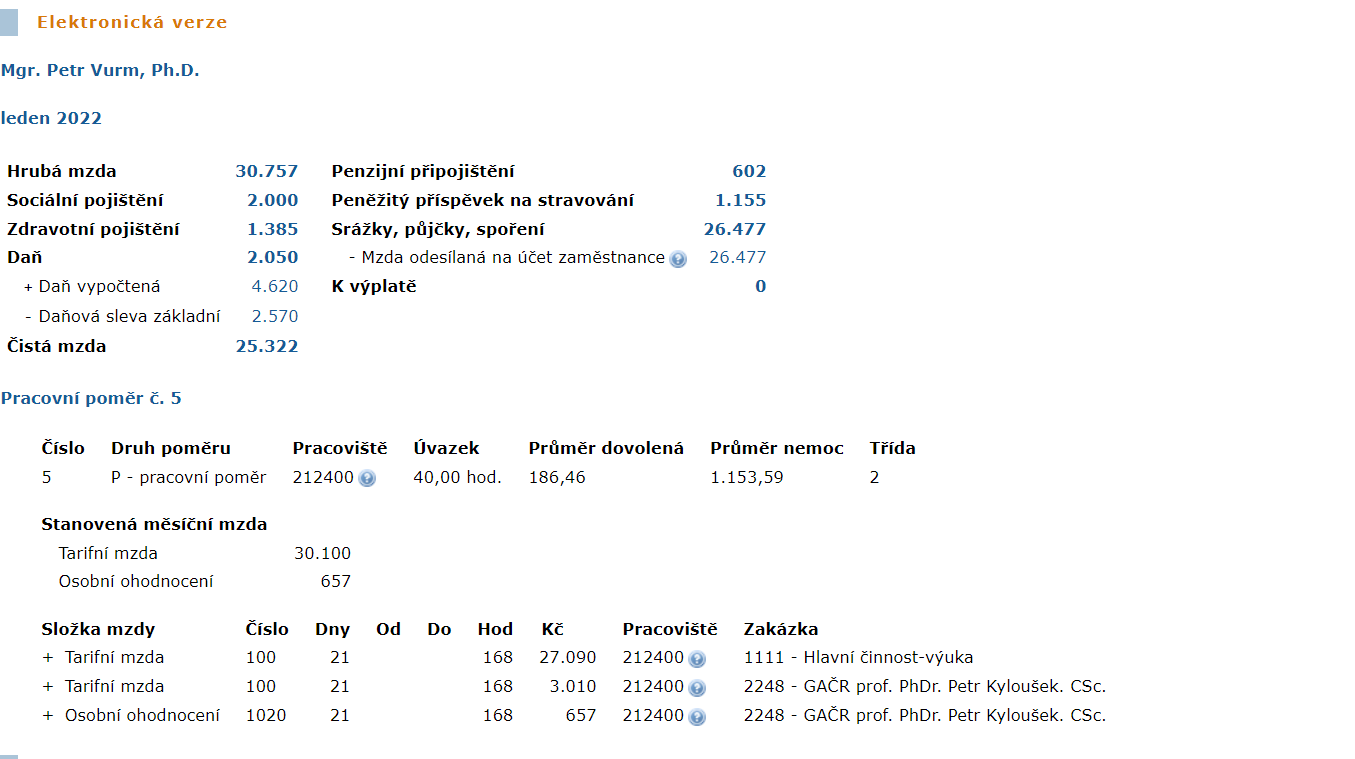 Elektronická verze
Mgr. Petr Vurm, Ph.D.
leden 2022
Hrubá mzda 30.757 Penzijní připojištění 602
Sociální pojištění 2.000 Peněžitý příspěvek na stravování 1.155
Zdravotní pojištění 1.385 Srážky, půjčky, spoření 26.477
Daň 2.050 - Mzda odesílaná na účet zaměstnance ? 26.477
+ Daň vypočtená 4.620 K výplatě 0
- Daňová sleva základní 2.570
Čistá mzda 25.322
Pracovní poměr č. 5
Číslo Druh poměru Pracoviště Úvazek Průměr dovolená Průměr nemoc Třída
5 P - pracovní poměr 212400 ? 40,00 hod. 186,46 1.153,59 2
Stanovená měsíční mzda
Tarifní mzda 30.100
Osobní ohodnocení 657
Složka mzdy Číslo Dny Od Do Hod Kč Pracoviště Zakázka
+ Tarifní mzda 100 21 168 27.090 212400 ? 1111 - Hlavní činnost-výuka
+ Tarifní mzda 100 21 168 3.010 212400 ? 2248 - GAČR prof. PhDr. Petr Kyloušek. CSc.
+ Osobní ohodnocení 1020 21 168 657 212400 ? 2248 - GAČR prof. PhDr. Petr Kyloušek. CSc.